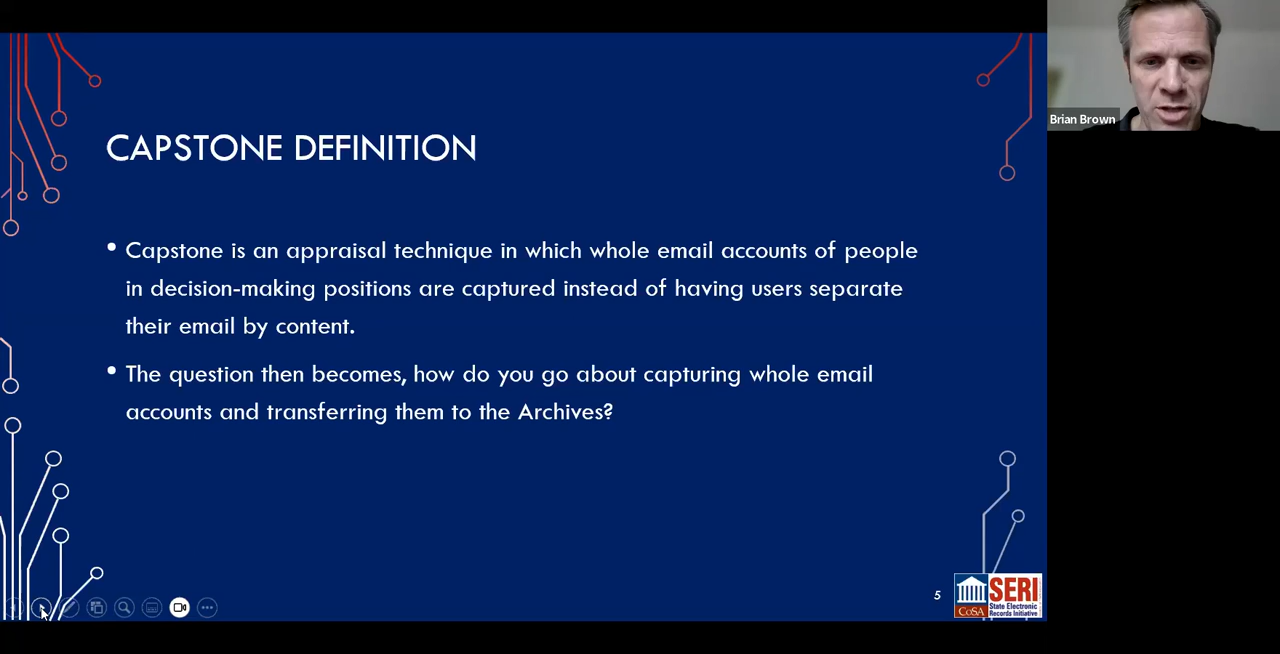 Brian Brown
CAPSTONE DEFINITION
• Capstone is an appraisal technique in which whole email accounts of people
in decision-making positions are captured instead of having users separate
their email by content.
• The question then becomes, how do you go about capturing whole email
accounts and transferring them to the Archives?
5
CoSA
SERI
State Electronic
Records Initiative